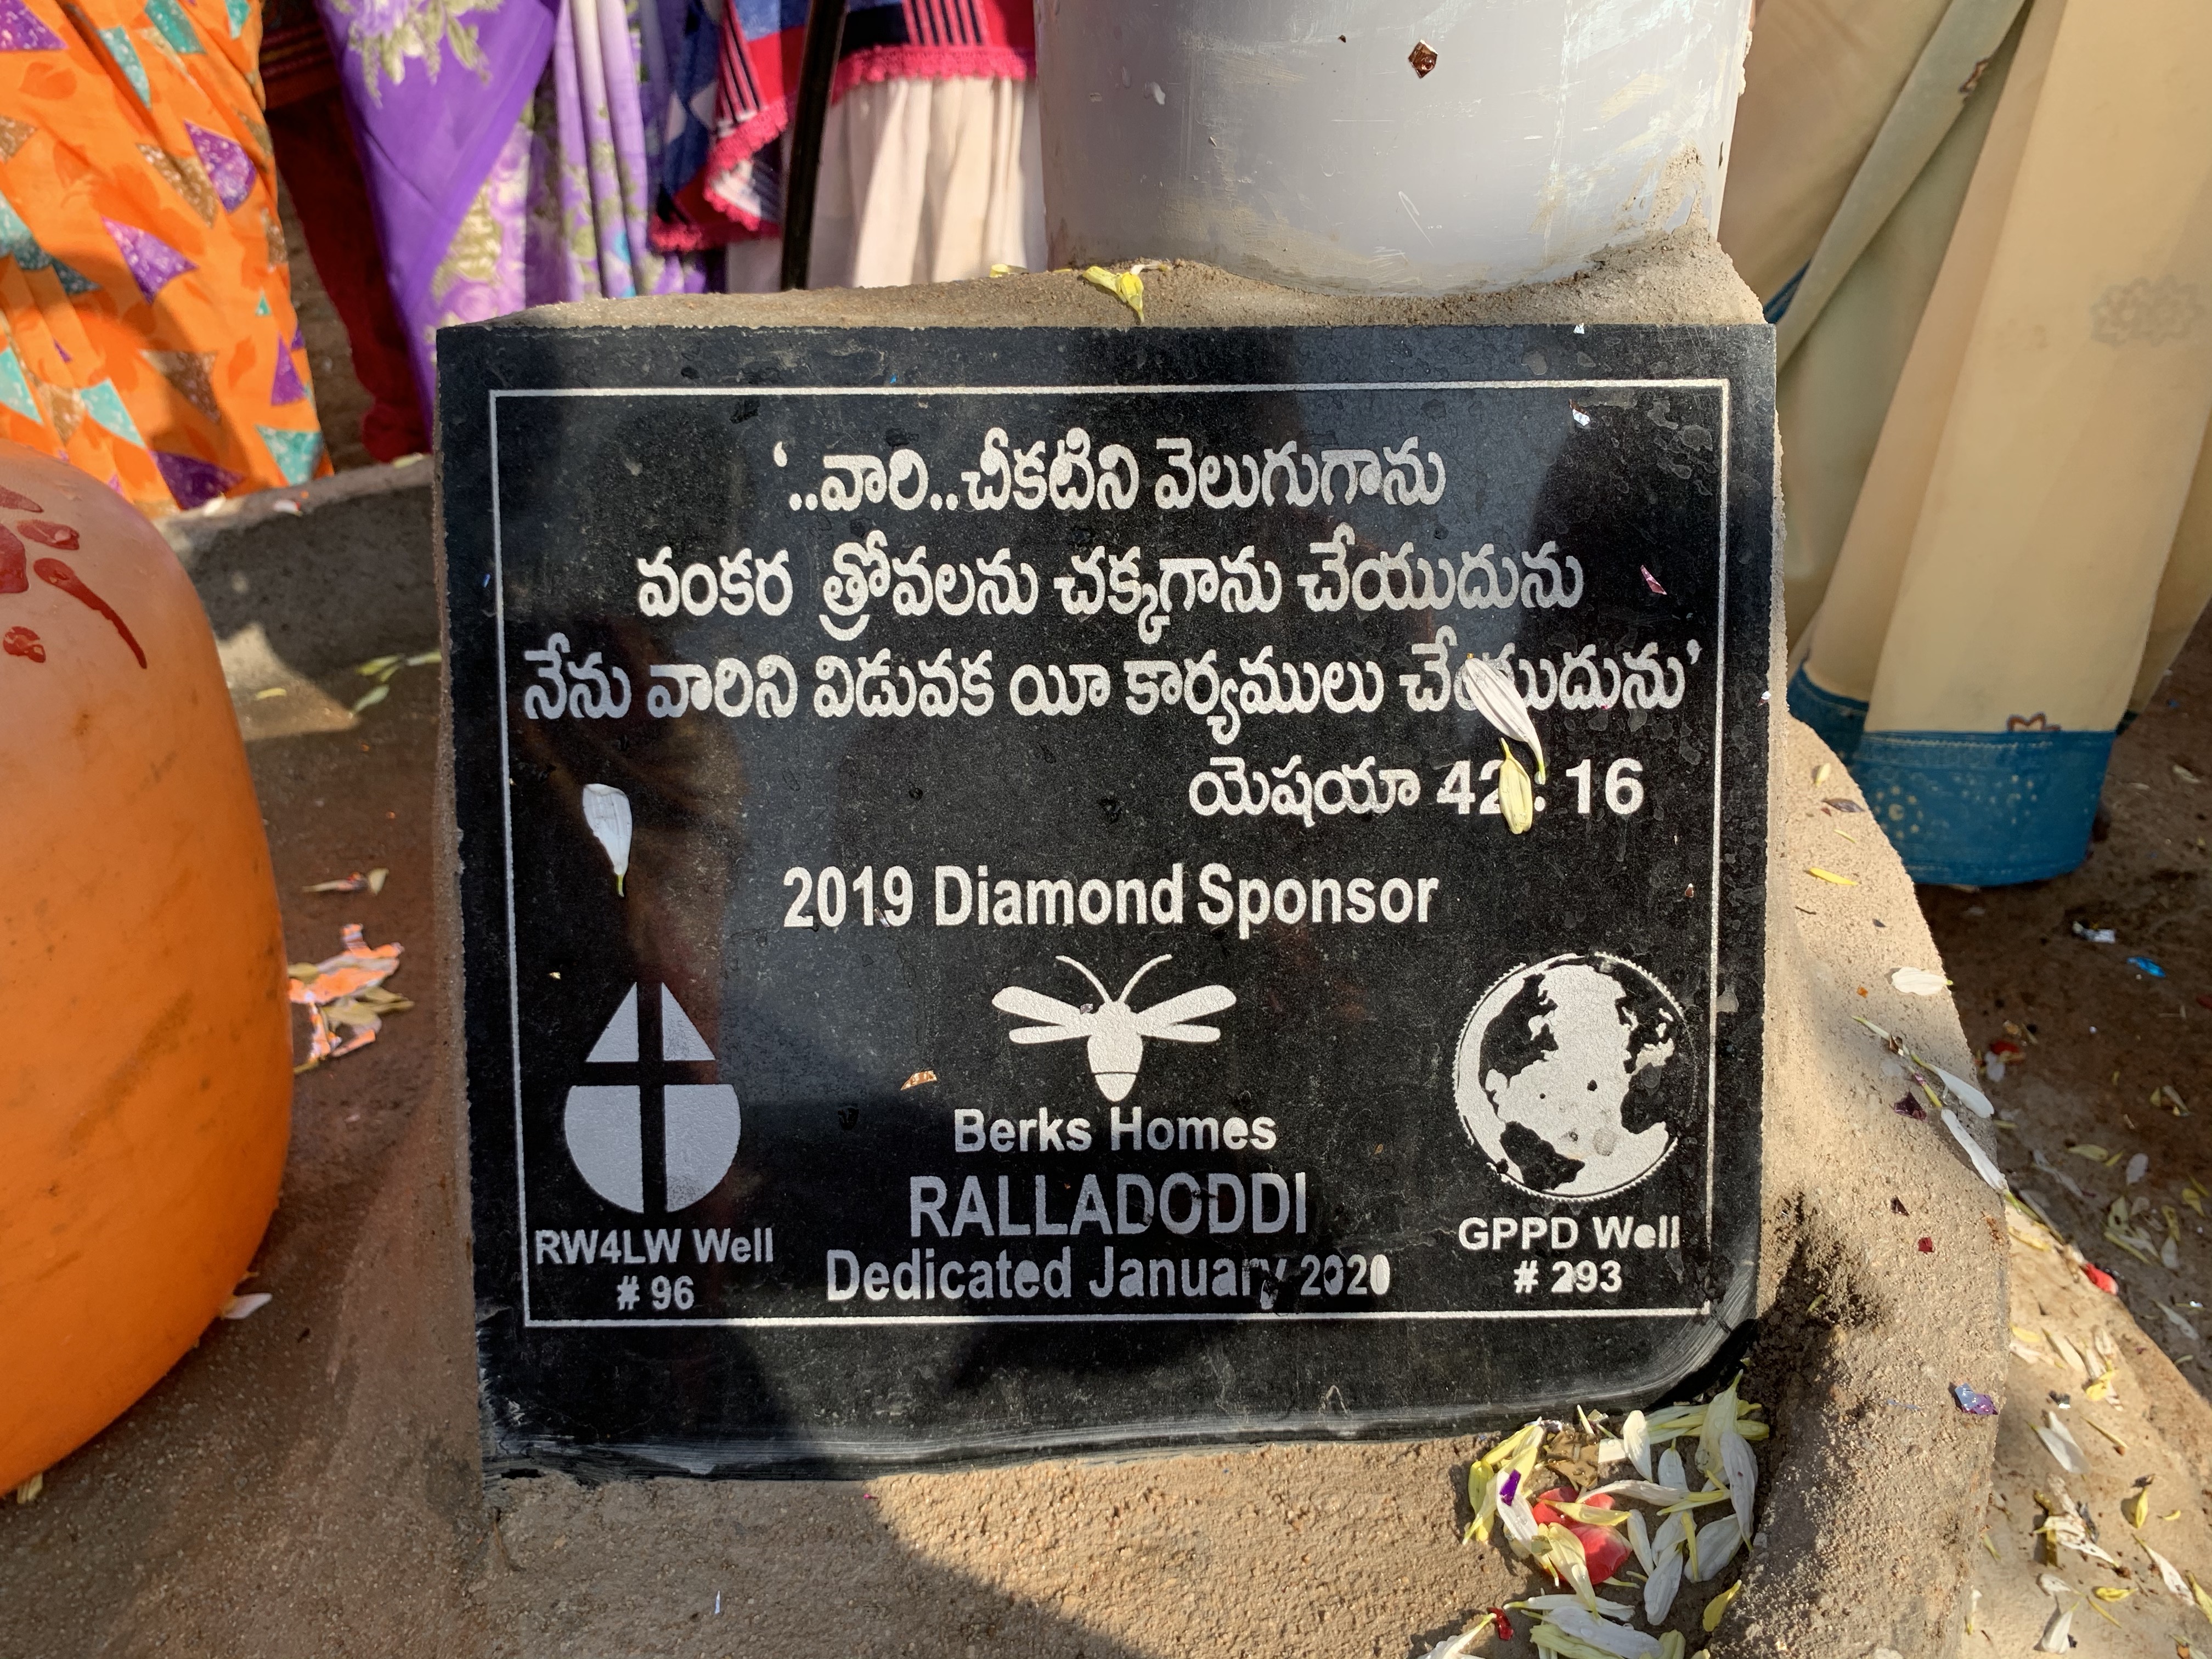 ‘..వారి..చీకటిని వెలుగుగాను
వంకర త్రోవలను చక్కగాను చేయుదును
నేను వారిని విడువక యీ కార్యములు చేయుదును’
యెషయా 42 : 16
2019 Diamond Sponsor
Berks Homes
RALLADODDI
Dedicated January 2020
RW4LW Well
# 96
GPPD Well
# 293